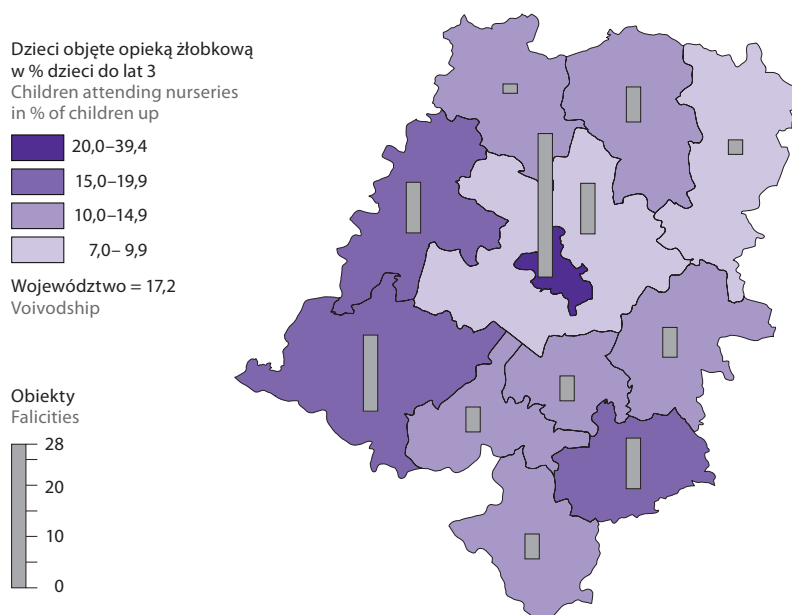 Dzieci objęte opieką żłobkową
w % dzieci do lat 3
Children attending nurseries
in % of children up
20,0–39,4
15,0–19,9
10,0–14,9
7,0– 9,9
Województwo = 17,2
Voivodship
Obiekty
Falicities
28
20
10
0